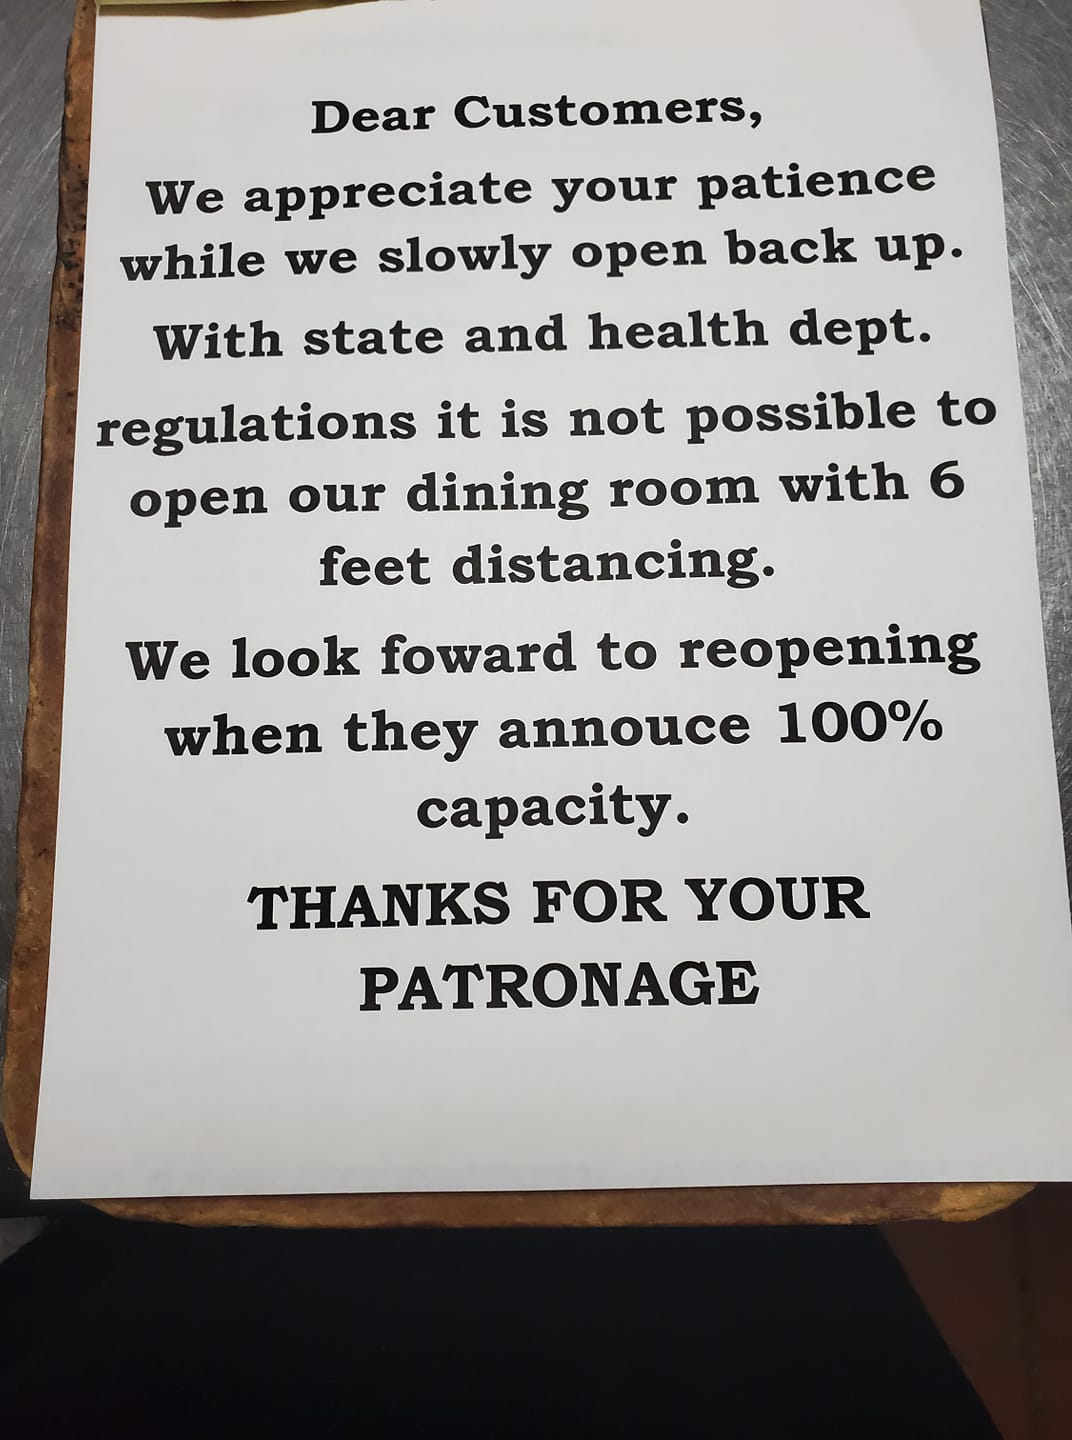 Dear Customers,
We appreciate your patience
while we slowly open back up.
With state and health dept.
regulations it is not possible to
open our dining room with 6
feet distancing.
We look foward to reopening
when they annouce 100%
capacity.
THANKS FOR YOUR
PATRONAGE